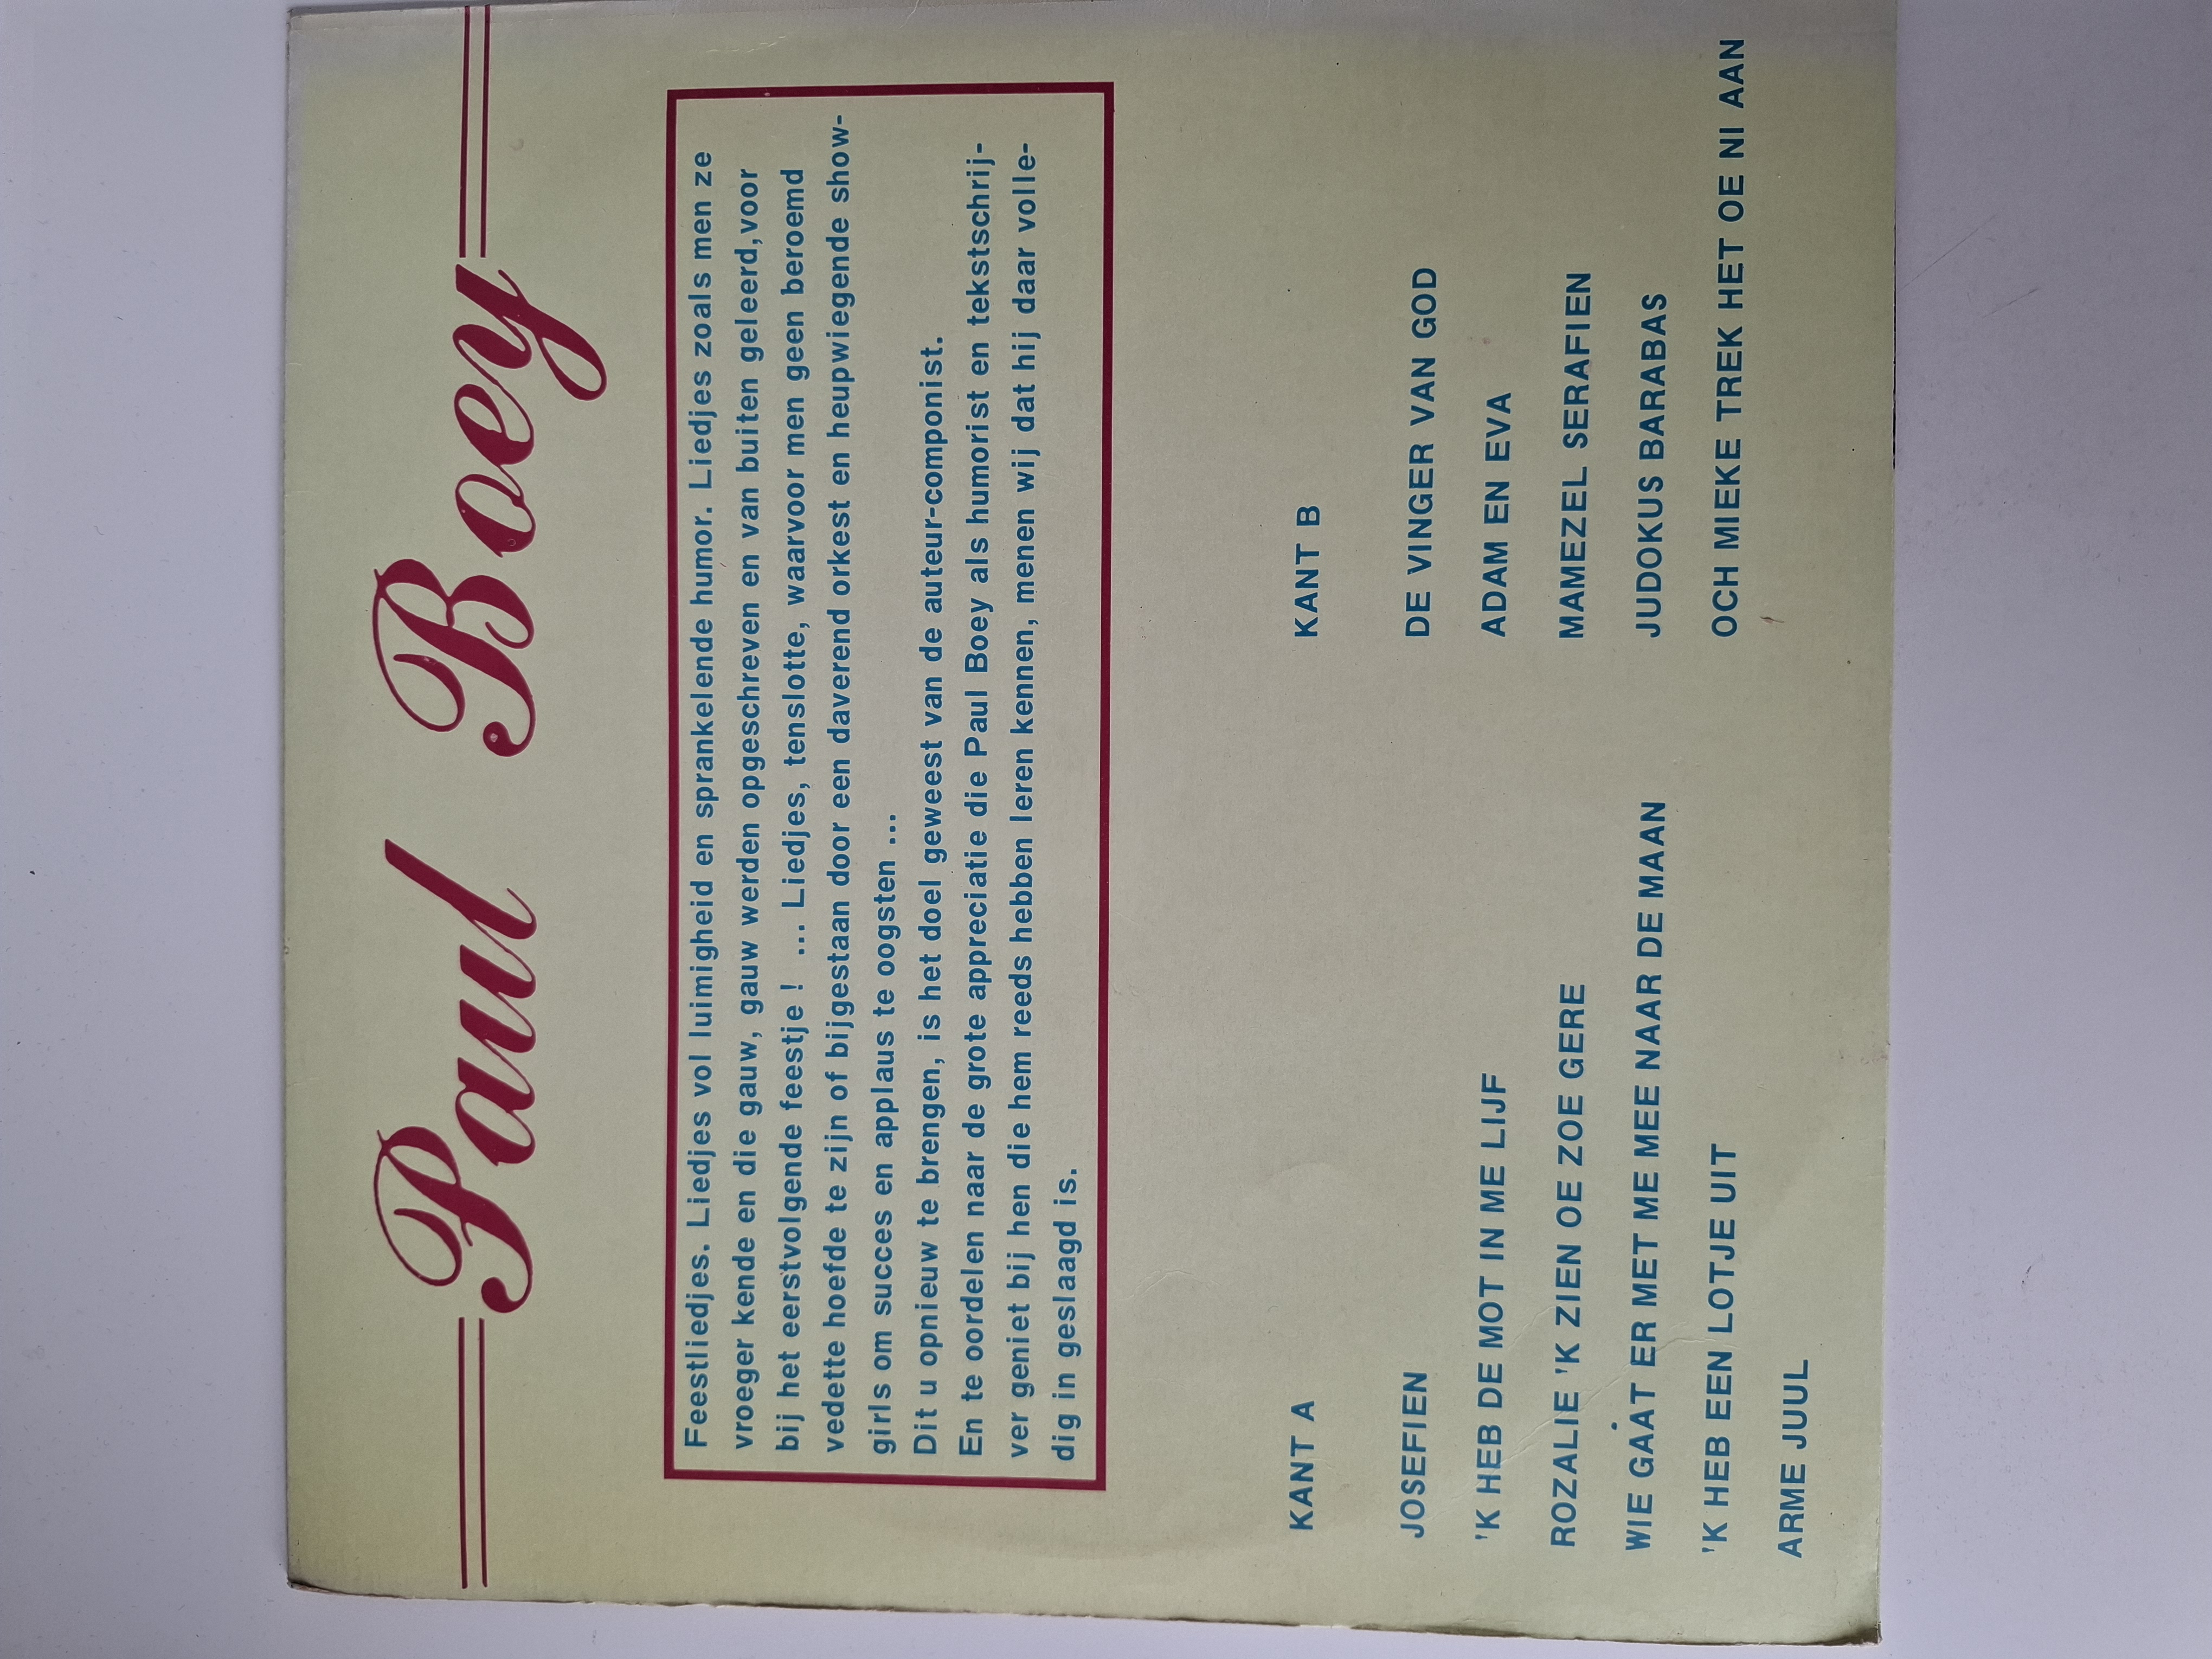 Paul Boey
Feestliedjes. Liedjes vol luimigheid en sprankelende humor. Liedjes zoals men ze
vroeger kende en die gauw, gauw werden opgeschreven en van buiten geleerd,voor
bij het eerstvolgende feestje ! ... Liedjes, tenslotte, waarvoor men geen beroemd
vedette hoefde te zijn of bijgestaan door een daverend orkest en heupwiegende show-
girls om succes en applaus te oogsten ...
Dit u opnieuw te brengen, is het doel geweest van de auteur-componist.
En te oordelen naar de grote appreciatie die Paul Boey als humorist en tekstschrij-
ver geniet bij hen die hem reeds hebben leren kennen, menen wij dat hij daar volle-
dig in geslaagd is.
KANT A
JOSEFIEN
'K HEB DE MOT IN ME LIJF
ROZALIE 'K ZIEN OE ZOE GERE
WIE GÅAT ER MET ME MEE NAAR DE MAAN
'K HEB EEN LOTJE UIT
ARME JUUL
KANT B
DE VINGER VAN GOD
ADAM EN EVA
MAMEZEL SERAFIEN
JUDOKUS BARABAS
OCH MIEKE TREK HET OE NI AAN